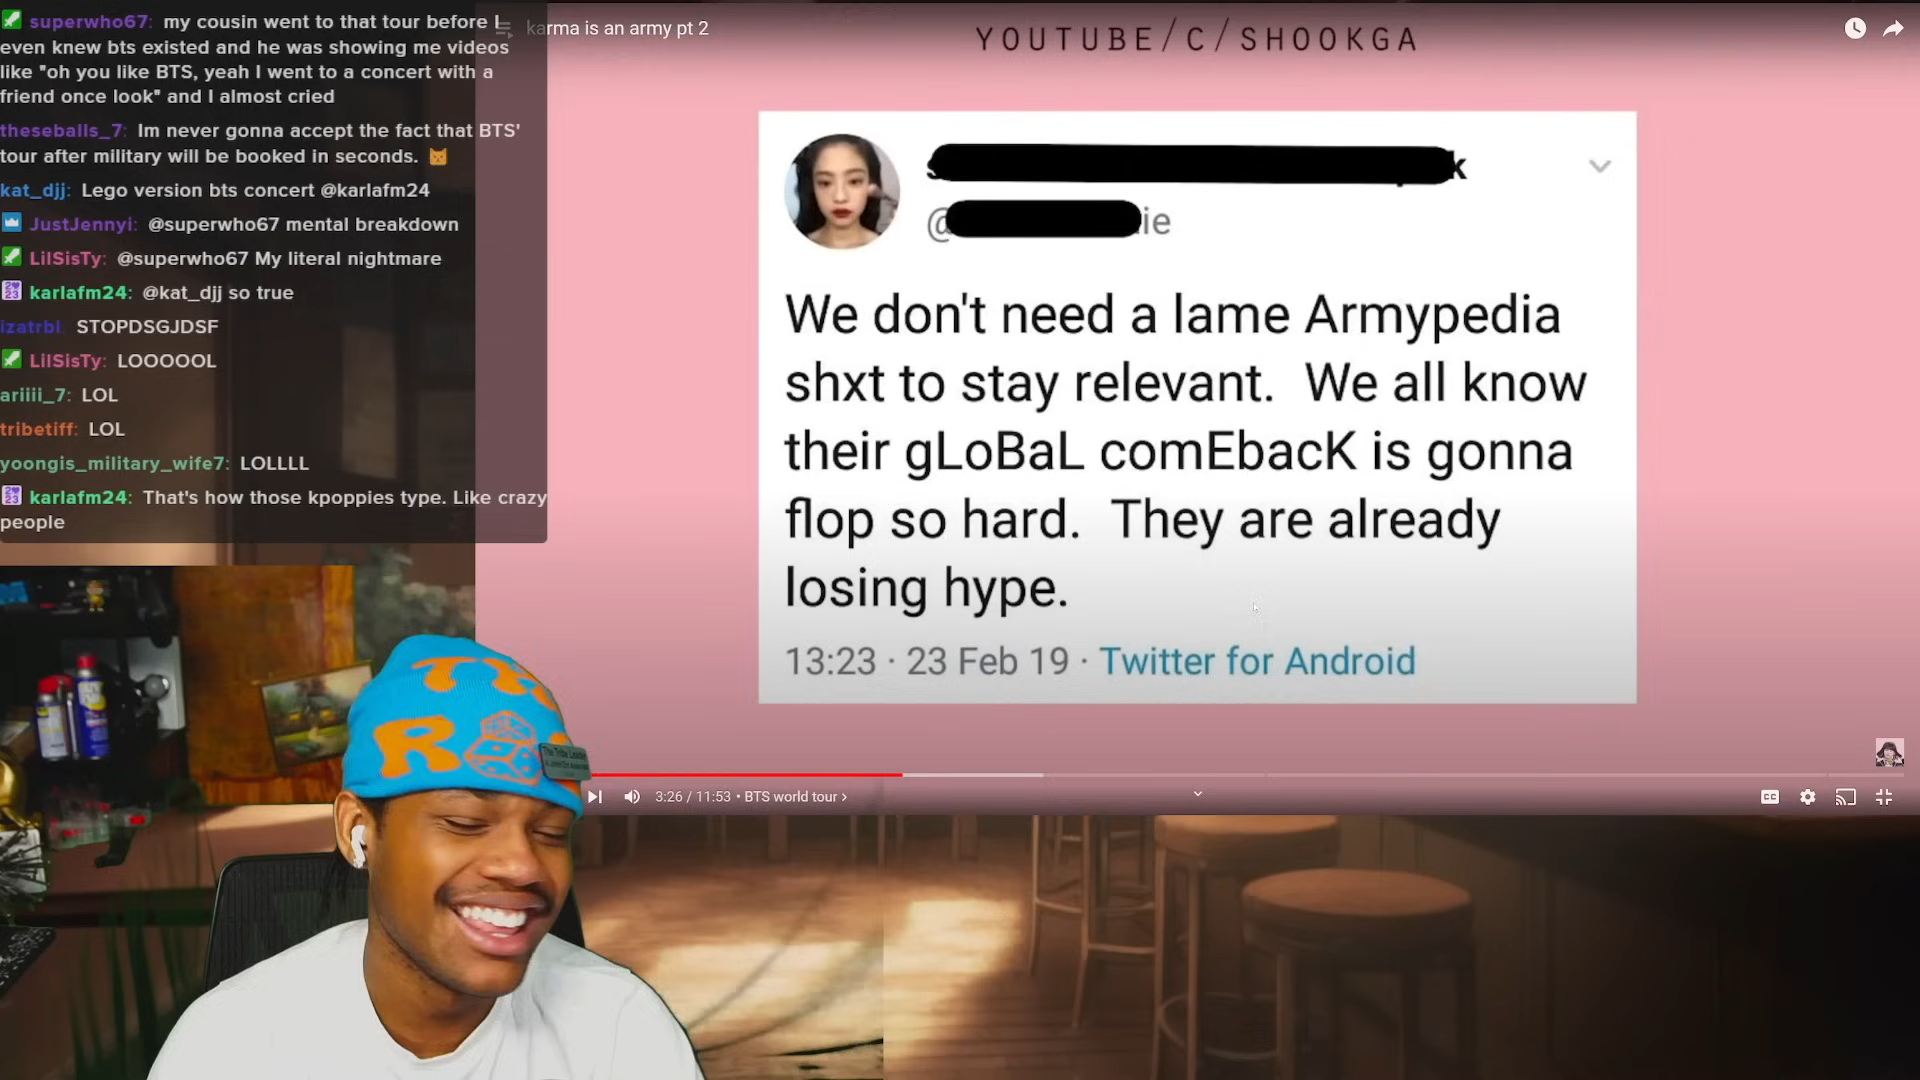 superwho67: my cousin went to that tour before I
even knew bts existed and he was showing me videos
like "oh you like BTS, yeah I went to a concert with a
friend once look" and I almost cried
theseballs_7: Im never gonna accept the fact that BTS'
tour after military will be booked in seconds.
kat_djj: Lego version bts concert @karlafm24
JustJennyi: @superwho67 mental breakdown
LilSisTy: @superwho67 My literal nightmare
karlafm24: @kat_djj so true
izatrbl: STOPDSGJDSF
LilSisTy: LOOOOOL
ariiii_7: LOL
tribetiff: LOL
yoongis_military_wife7: LOLLLL
karlafm24: That's how those kpoppies type. Like crazy
people
karma is an army pt 2
YOUTUBE/C/SHOOKGA
k
@ ie
We don't need a lame Armypedia
shxt to stay relevant. We all know
their gLoBaL comEbacK is gonna
flop so hard. They are already
losing hype.
13:23 · 23 Feb 19 · Twitter for Android
3:26 / 11:53 • BTS world tour ›
CC
The Tribe Leader